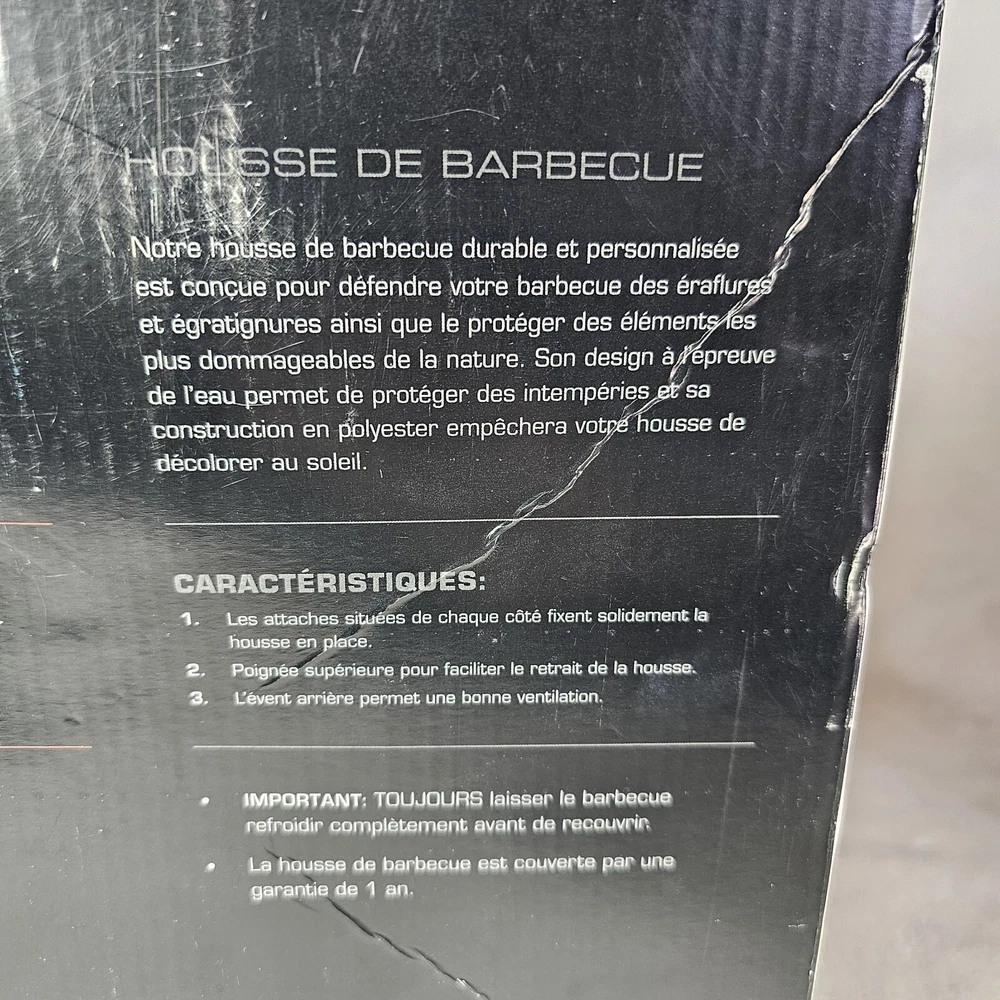 HOUSSE DE BARBECUE
Notre housse de barbecue durable et personnalisée
est conçue pour défendre votre barbecue des éraflures
et égratignures ainsi que le protéger des éléments les
plus dommageables de la nature. Son design à l'épreuve
de l'eau permet de protéger des intempéries et sa
construction en polyester empêchera votre housse de
décolorer au soleil.
CARACTÉRISTIQUES:
1. Les attaches situées de chaque côté fixent solidement la
housse en place.
2. Poignée supérieure pour faciliter le retrait de la housse.
3. L'évent arrière permet une bonne ventilation.
• IMPORTANT: TOUJOURS laisser le barbecue
refroidir complètement avant de recouvrir.
• La housse de barbecue est couverte par une
garantie de 1 an.